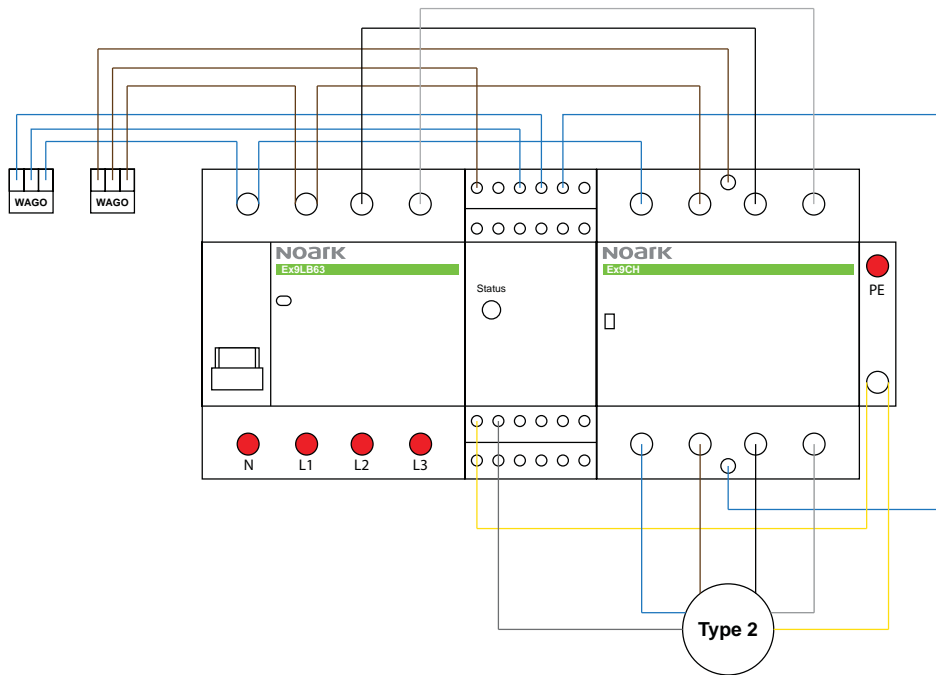 WAGO
WAGO
NOARK
Ex9LB63
NOARK
Ex9CH
Status
PE
N
L1
L2
L3
Type 2